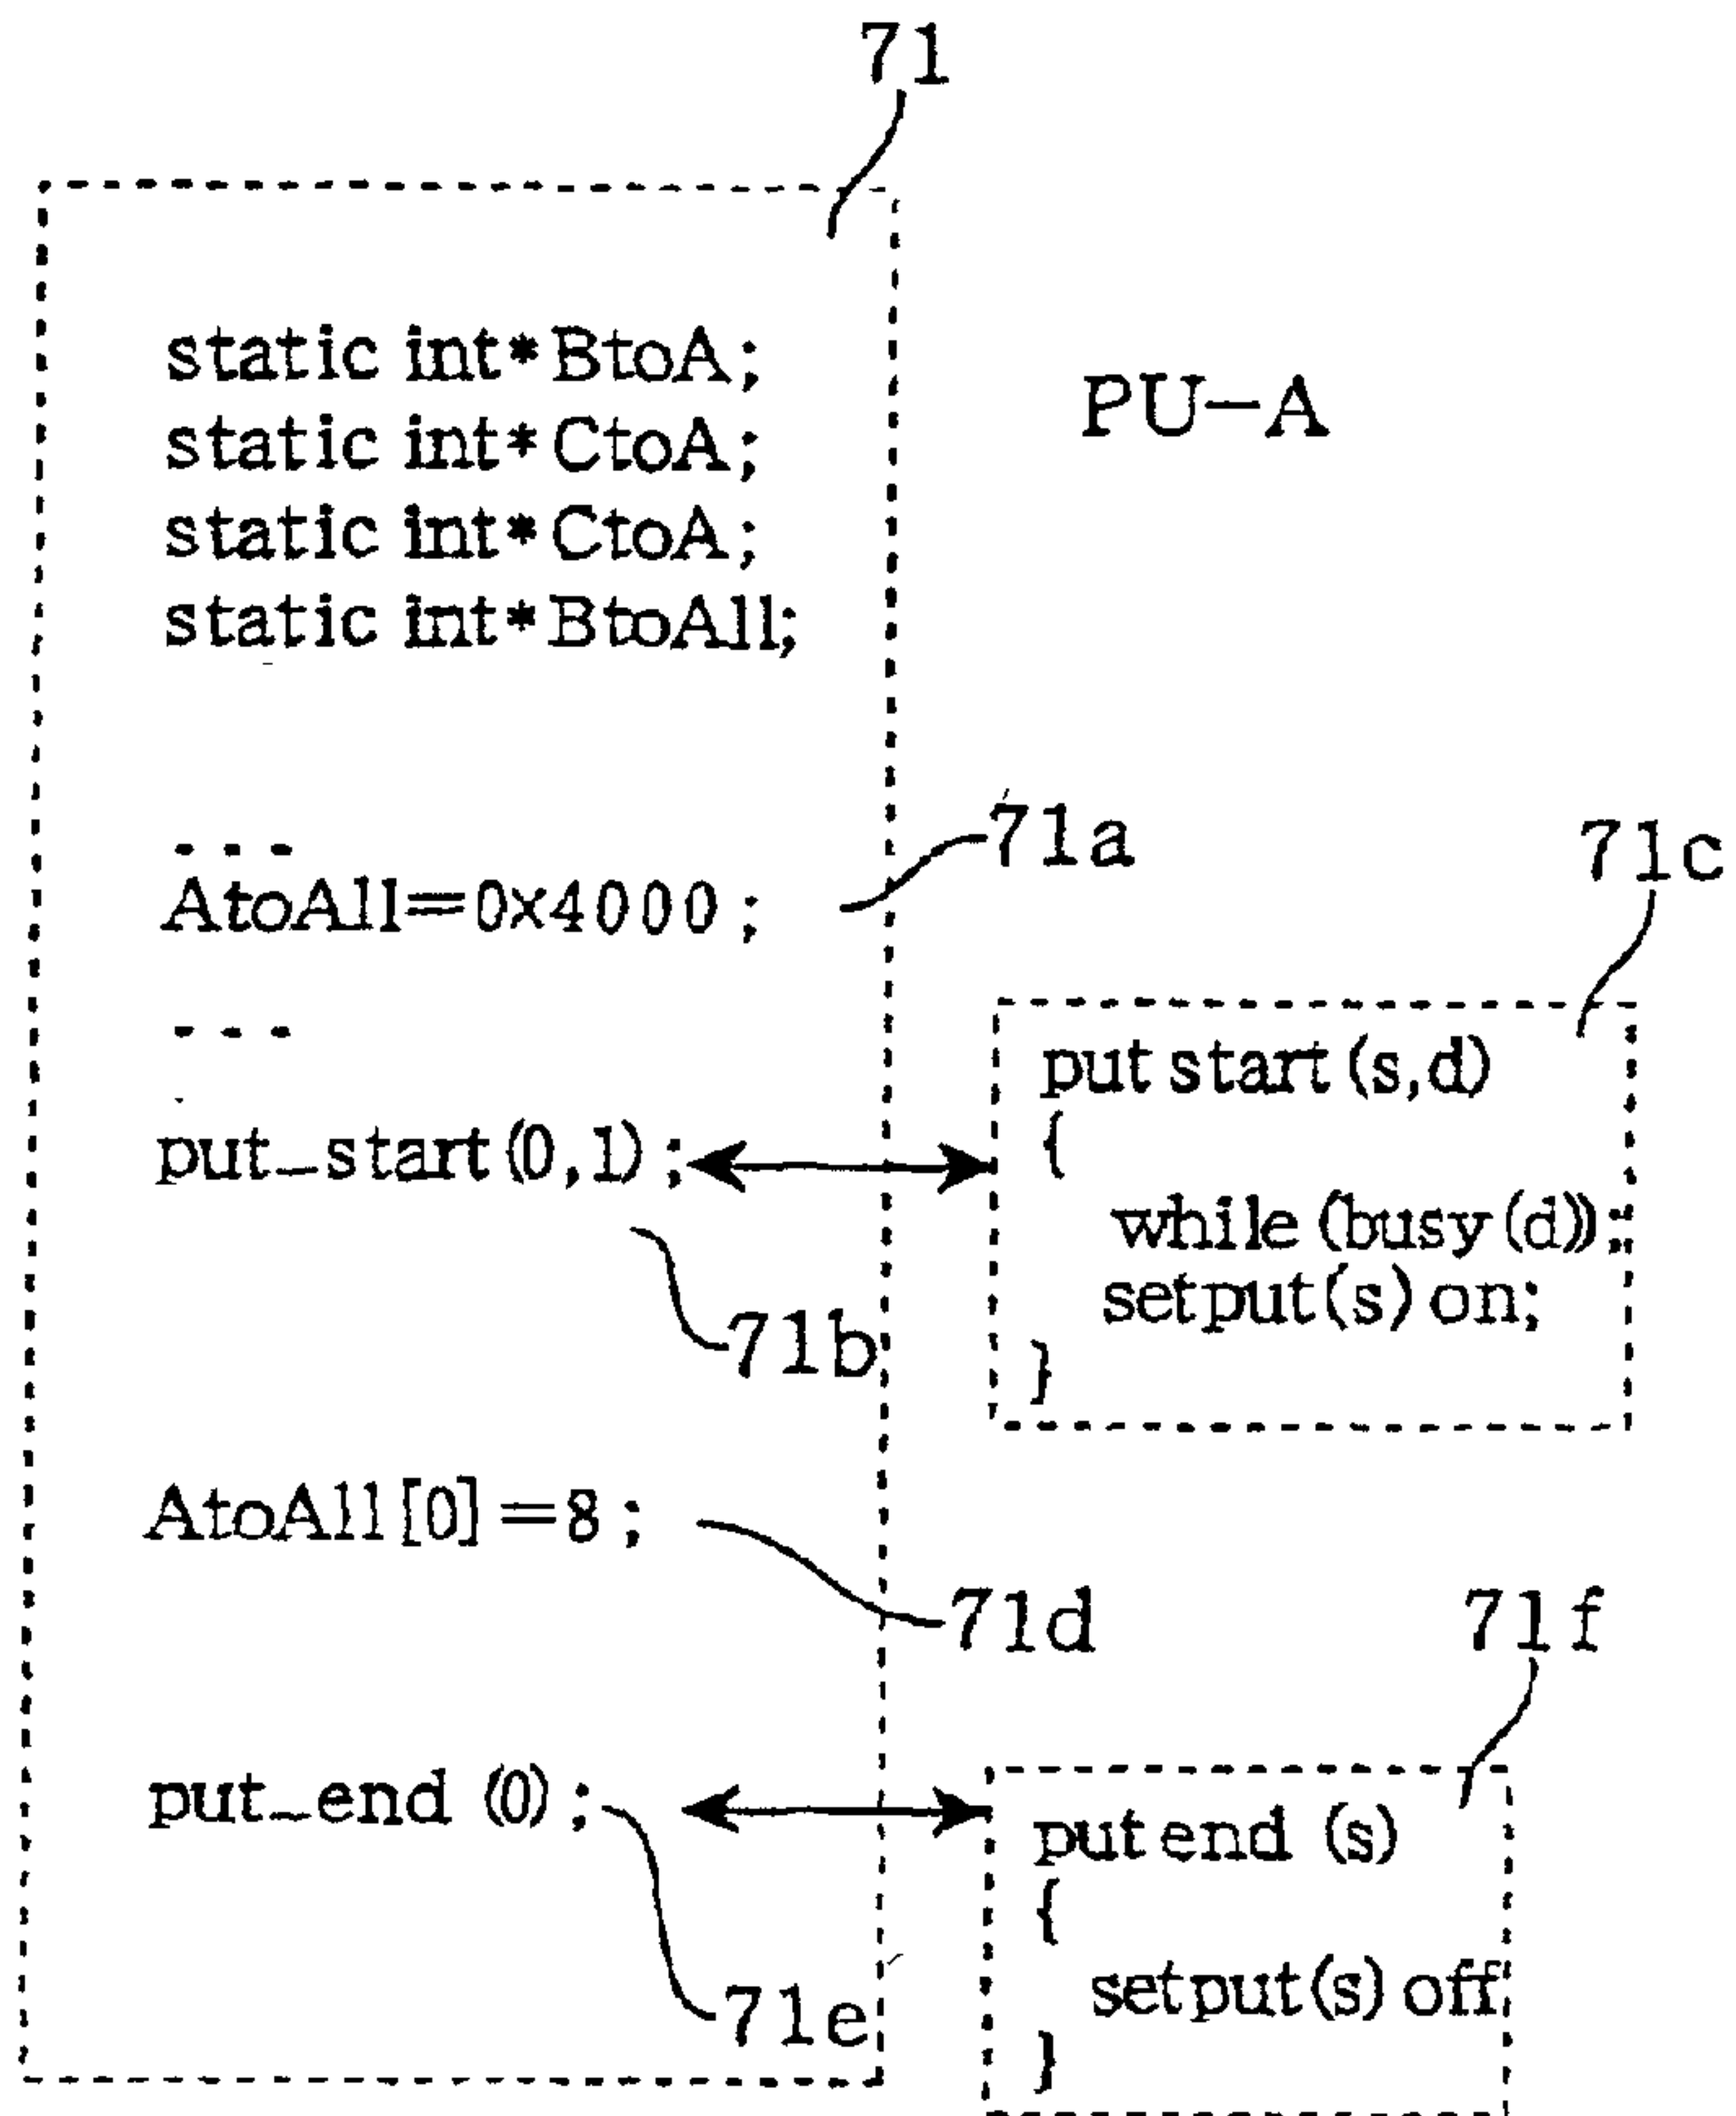 71
static int*BtoA;
PU-A
static int*CtoA;
static int*CtoA;
static int*BtoAll;
...
71a
71c
AtoAll=0x4000;
...
put start(s,d)
put_start(0,1);
{
while(busy(d));
setput(s)on;
71b
}
AtoAll[0]=8;
71d
71f
put_end (0);
put end (s)
{
setput(s)off;
71e
}